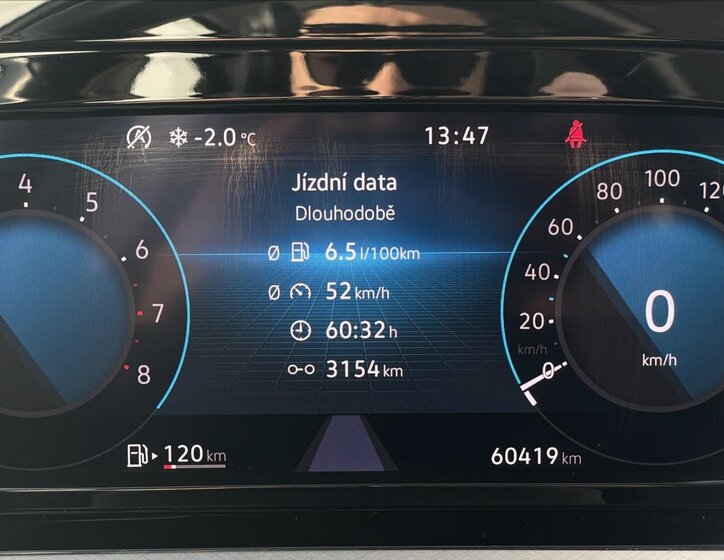 -2.0 °C
13:47
Jízdní data
Dlouhodobě
Ø 6.5 l/100km
Ø 52 km/h
60:32 h
3154 km
4
5
6
7
8
0
20
40
60
80
100
120
km/h
0
km/h
120 km
60419 km